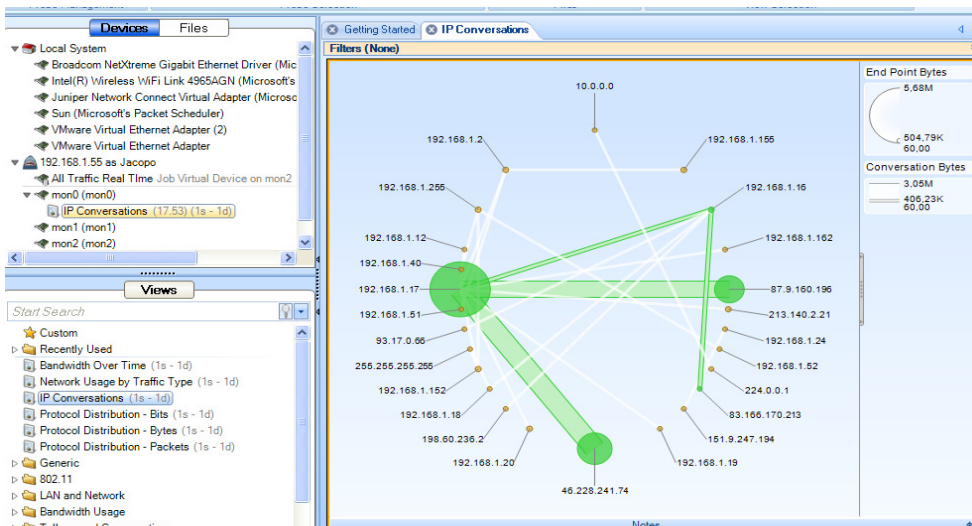 Devices
Files
Local System
Broadcom NetXtreme Gigabit Ethernet Driver (Mic
Intel(R) Wireless WiFi Link 4965AGN (Microsoft's
Juniper Network Connect Virtual Adapter (Microsc
Sun (Microsoft's Packet Scheduler)
VMware Virtual Ethernet Adapter (2)
VMware Virtual Ethernet Adapter
192.168.1.55 as Jacopo
All Traffic Real TIme Job Virtual Device on mon2
mon0 (mon0)
IP Conversations (17.53) (1s - 1d)
mon1 (mon1)
mon2 (mon2)
Views
Start Search
Custom
Recently Used
Bandwidth Over Time (1s - 1d)
Network Usage by Traffic Type (1s - 1d)
IP Conversations (1s - 1d)
Protocol Distribution - Bits (1s - 1d)
Protocol Distribution - Bytes (1s - 1d)
Protocol Distribution - Packets (1s - 1d)
Generic
802.11
LAN and Network
Bandwidth Usage
Getting Started
IP Conversations
Filters (None)
10.0.0.0
192.168.1.2
192.168.1.155
192.168.1.255
192.168.1.16
192.168.1.12
192.168.1.162
192.168.1.40
192.168.1.17
87.9.160.196
192.168.1.51
213.140.2.21
93.17.0.66
192.168.1.24
255.255.255.255
192.168.1.52
192.168.1.152
224.0.0.1
192.168.1.18
83.166.170.213
198.60.236.2
151.9.247.194
192.168.1.20
192.168.1.19
46.228.241.74
End Point Bytes
5,68M
504,79K
60,00
Conversation Bytes
3,05M
406,23K
60,00
Notes